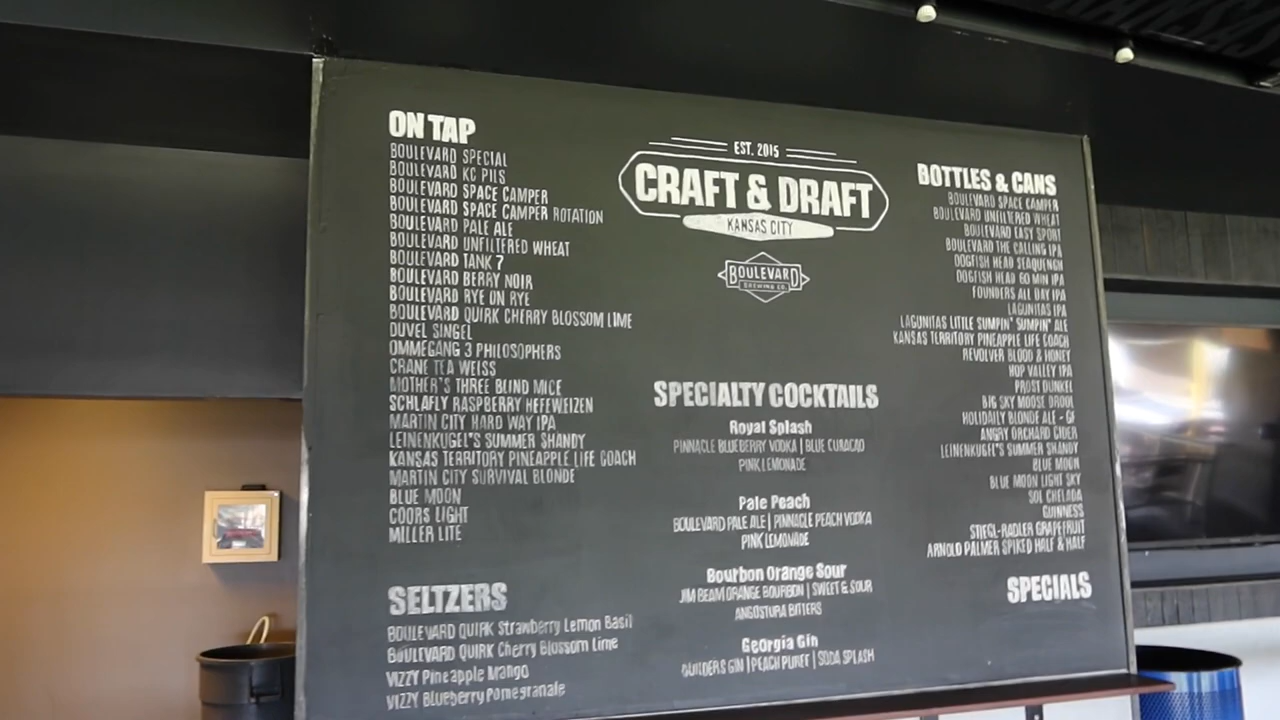 ON TAP
BOULEVARD SPECIAL
BOULEVARD KC PILS
BOULEVARD SPACE CAMPER
BOULEVARD SPACE CAMPER ROTATION
BOULEVARD PALE ALE
BOULEVARD UNFILTERED WHEAT
BOULEVARD TANK 7
BOULEVARD BERRY NOIR
BOULEVARD RYE ON RYE
BOULEVARD QUIRK CHERRY BLOSSOM LIME
DUVEL SINGEL
OMMEGANG 3 PHILOSOPHERS
CRANE TEA WEISS
MOTHER'S THREE BLIND MICE
SCHLAFLY RASPBERRY HEFEWEIZEN
MARTIN CITY HARD WAY IPA
LEINENKUGEL'S SUMMER SHANDY
KANSAS TERRITORY PINEAPPLE LIFE COACH
MARTIN CITY SURVIVAL BLONDE
BLUE MOON
COORS LIGHT
MILLER LITE
SELTZERS
BOULEVARD QUIRK Strawberry Lemon Basil
BOULEVARD QUIRK Cherry Blossom Lime
VIZZY Pineapple Mango
VIZZY Blueberry Pomegranate
EST. 2015
CRAFT & DRAFT
KANSAS CITY
BOULEVARD
BREWING CO.
SPECIALTY COCKTAILS
Royal Splash
PINNACLE BLUEBERRY VODKA | BLUE CURACAO
PINK LEMONADE
Pale Peach
BOULEVARD PALE ALE | PINNACLE PEACH VODKA
PINK LEMONADE
Bourbon Orange Sour
JIM BEAM ORANGE BOURBON | SWEET & SOUR
ANGOSTURA BITTERS
Georgia Gin
BUILDERS GIN | PEACH PUREE | SODA SPLASH
BOTTLES & CANS
BOULEVARD SPACE CAMPER
BOULEVARD UNFILTERED WHEAT
BOULEVARD EASY SPORT
BOULEVARD THE CALLING IPA
DOGFISH HEAD SEAQUENCH
DOGFISH HEAD 60 MIN IPA
FOUNDERS ALL DAY IPA
LAGUNITAS IPA
LAGUNITAS LITTLE SUMPIN' SUMPIN' ALE
KANSAS TERRITORY PINEAPPLE LIFE COACH
REVOLVER BLOOD & HONEY
HOP VALLEY IPA
PROST DUNKEL
BIG SKY MOOSE DROOL
HOLIDAILY BLONDE ALE - GF
ANGRY ORCHARD CIDER
LEINENKUGEL'S SUMMER SHANDY
BLUE MOON
BLUE MOON LIGHT SKY
SOL CHELADA
GUINNESS
STIEGL-RADLER GRAPEFRUIT
ARNOLD PALMER SPIKED HALF & HALF
SPECIALS